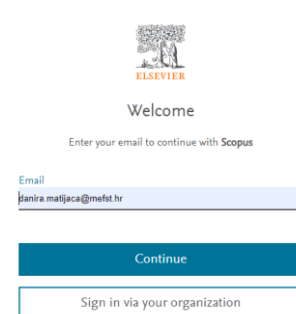 ELSEVIER
Welcome
Enter your email to continue with Scopus
Email
danira.matijaca@mefst.hr
Continue
Sign in via your organization